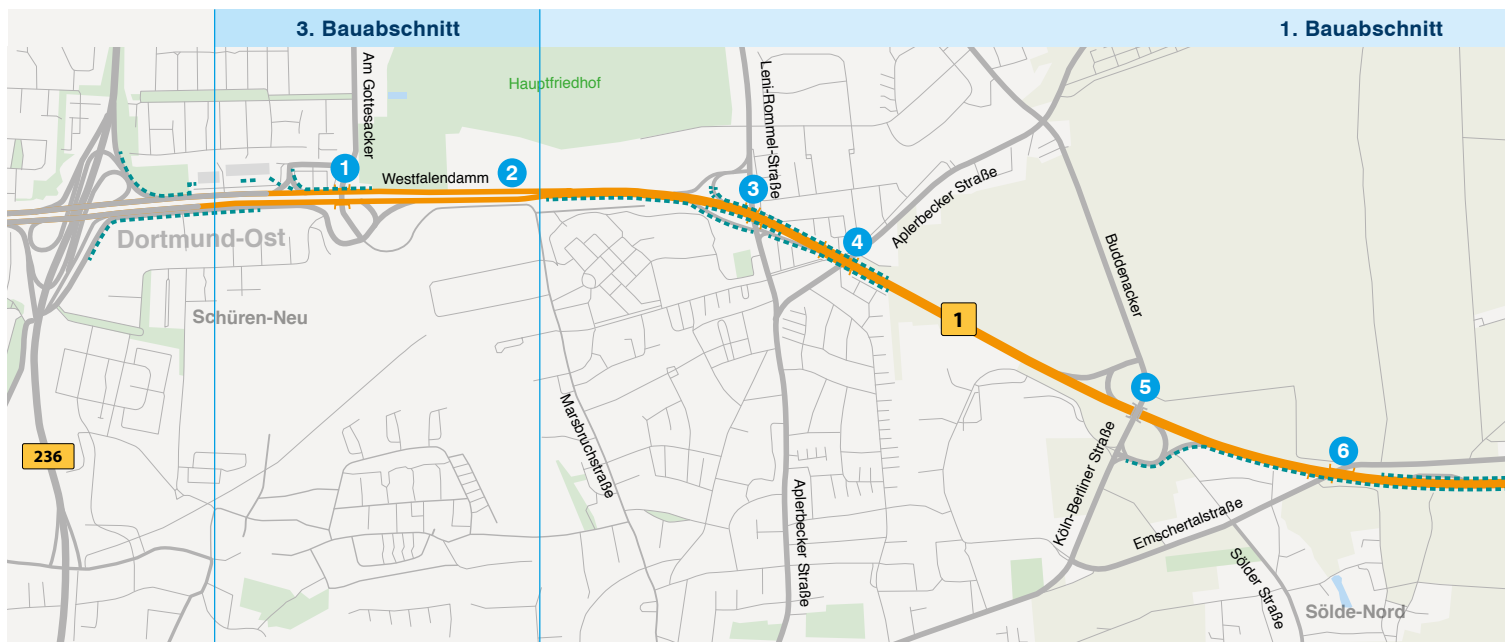 3. Bauabschnitt
1. Bauabschnitt
Am Gottesacker
Hauptfriedhof
Leni-Rommel-Straße
1
Westfalendamm
2
3
Aplerbecker Straße
4
Dortmund-Ost
Buddenacker
Schüren-Neu
1
5
Marsbruchstraße
236
Köln-Berliner Straße
6
Aplerbecker Straße
Emschertalstraße
Sölder Straße
Sölde-Nord